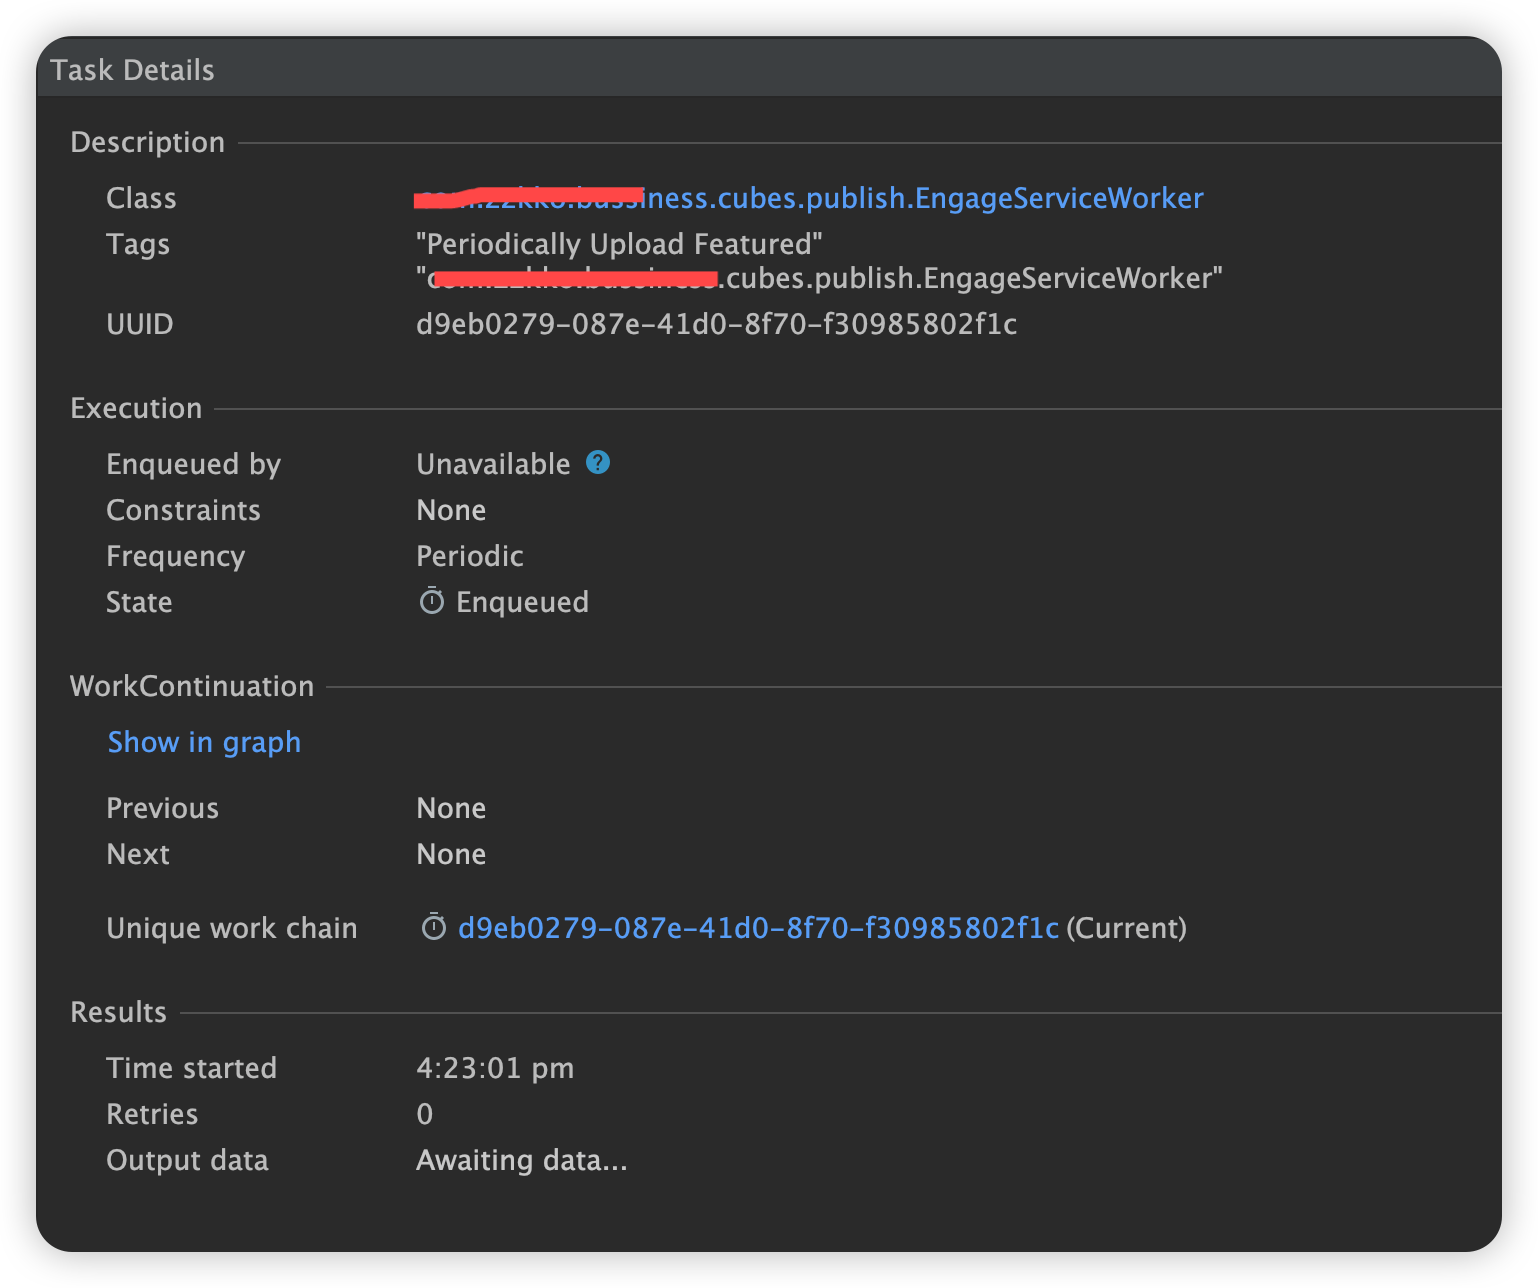 Task Details
Description
Class .cubes.publish.EngageServiceWorker
Tags "Periodically Upload Featured"
.cubes.publish.EngageServiceWorker"
UUID d9eb0279-087e-41d0-8f70-f30985802f1c
Execution
Enqueued by Unavailable ?
Constraints None
Frequency Periodic
State Enqueued
WorkContinuation
Show in graph
Previous None
Next None
Unique work chain d9eb0279-087e-41d0-8f70-f30985802f1c (Current)
Results
Time started 4:23:01 pm
Retries 0
Output data Awaiting data...